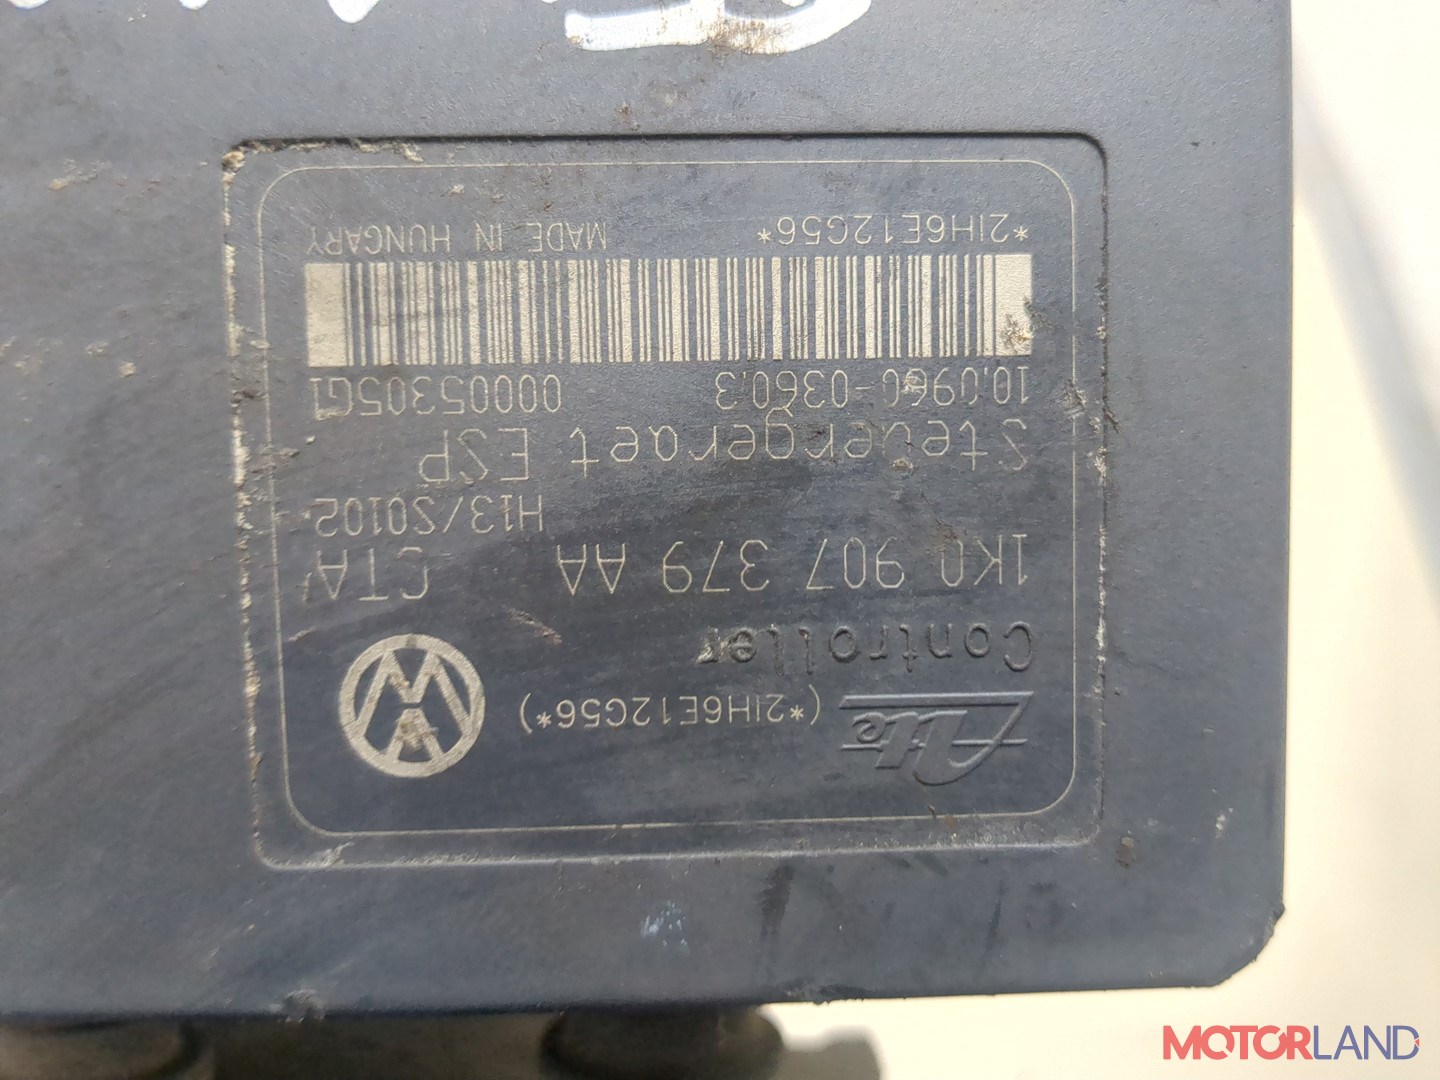 Ate (*2IH6E12G56*)
Controller
1K0 907 379 AA CTA
H13/S0102
Steuergeraet ESP
10.0960-0360.3 00005305G1
*2IH6E12G56* MADE IN HUNGARY
MOTORLAND